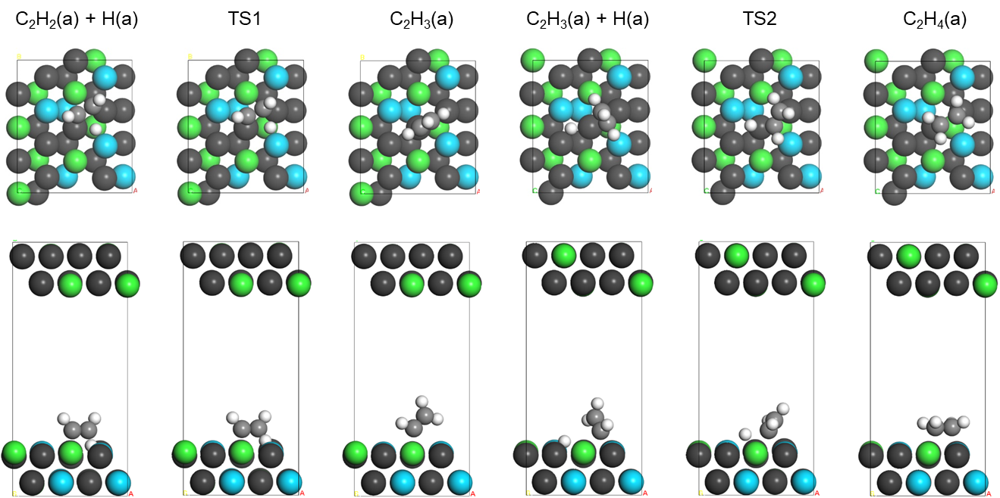 C₂H₂(a) + H(a) TS1 C₂H₃(a) C₂H₃(a) + H(a) TS2 C₂H₄(a)